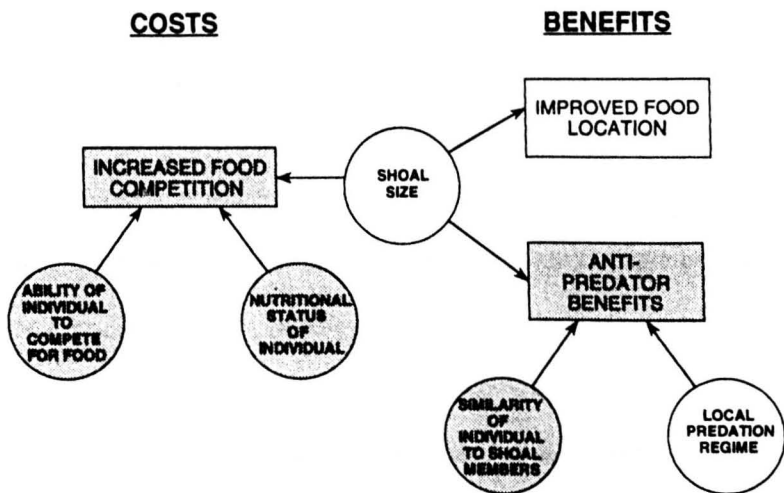 COSTS
BENEFITS
IMPROVED FOOD
LOCATION
INCREASED FOOD
COMPETITION
SHOAL
SIZE
ANTI-
PREDATOR
BENEFITS
ABILITY OF
INDIVIDUAL
TO
COMPETE
FOR FOOD
NUTRITIONAL
STATUS
OF
INDIVIDUAL
SIMILARITY
OF
INDIVIDUAL
TO SHOAL
MEMBERS
LOCAL
PREDATION
REGIME